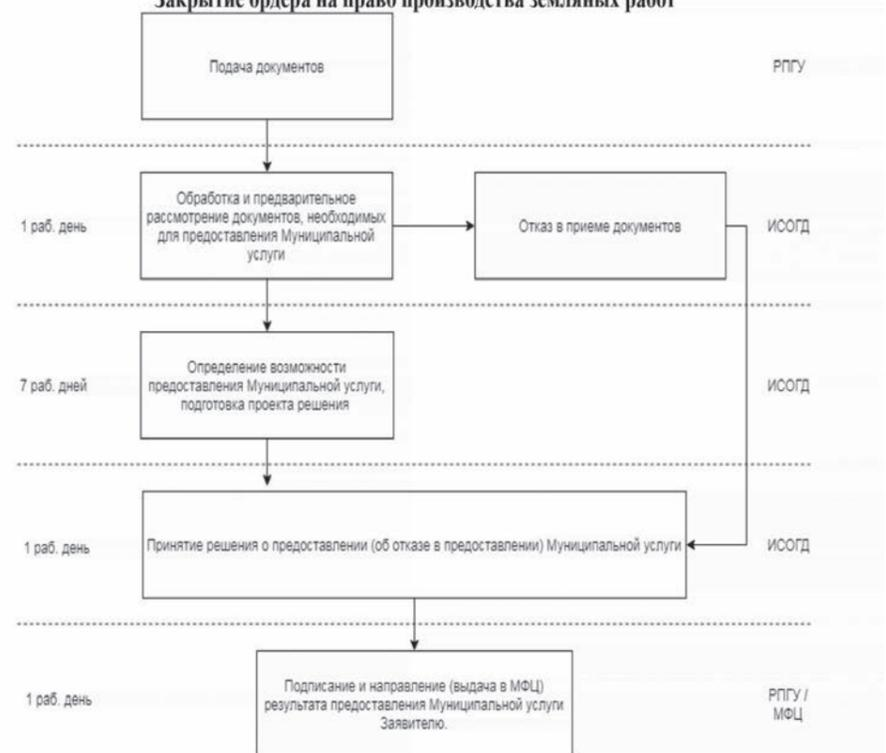 Закрытие ордера на право производства земляных работ
Подача документов
РПГУ
1 раб. день
Обработка и предварительное
рассмотрение документов, необходимых
для предоставления Муниципальной
услуги
Отказ в приеме документов
ИСОГД
7 раб. дней
Определение возможности
предоставления Муниципальной услуги,
подготовка проекта решения
ИСОГД
1 раб. день
Принятие решения о предоставлении (об отказе в предоставлении) Муниципальной услуги
ИСОГД
1 раб. день
Подписание и направление (выдача в МФЦ)
результата предоставления Муниципальной услуги
Заявителю.
РПГУ /
МФЦ